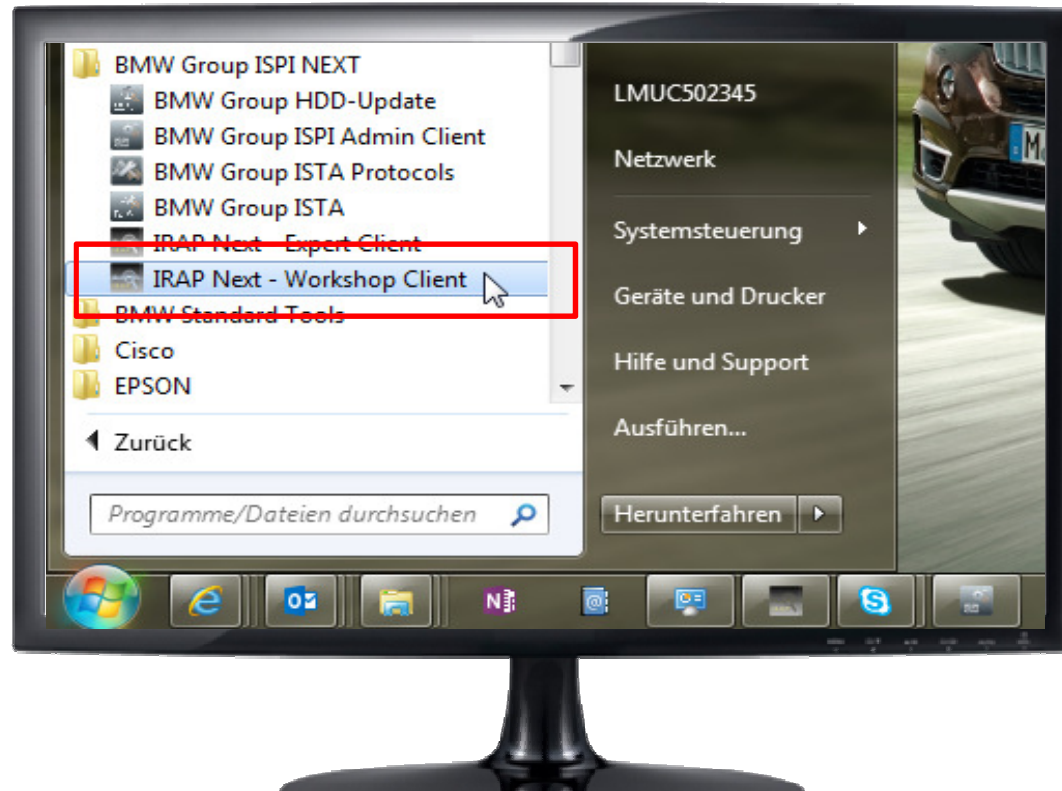 BMW Group ISPI NEXT
BMW Group HDD-Update
BMW Group ISPI Admin Client
BMW Group ISTA Protocols
BMW Group ISTA
IRAP Next - Expert Client
IRAP Next - Workshop Client
BMW Standard Tools
Cisco
EPSON
Zurück
Programme/Dateien durchsuchen
LMUC502345
Netzwerk
Systemsteuerung
Geräte und Drucker
Hilfe und Support
Ausführen...
Herunterfahren